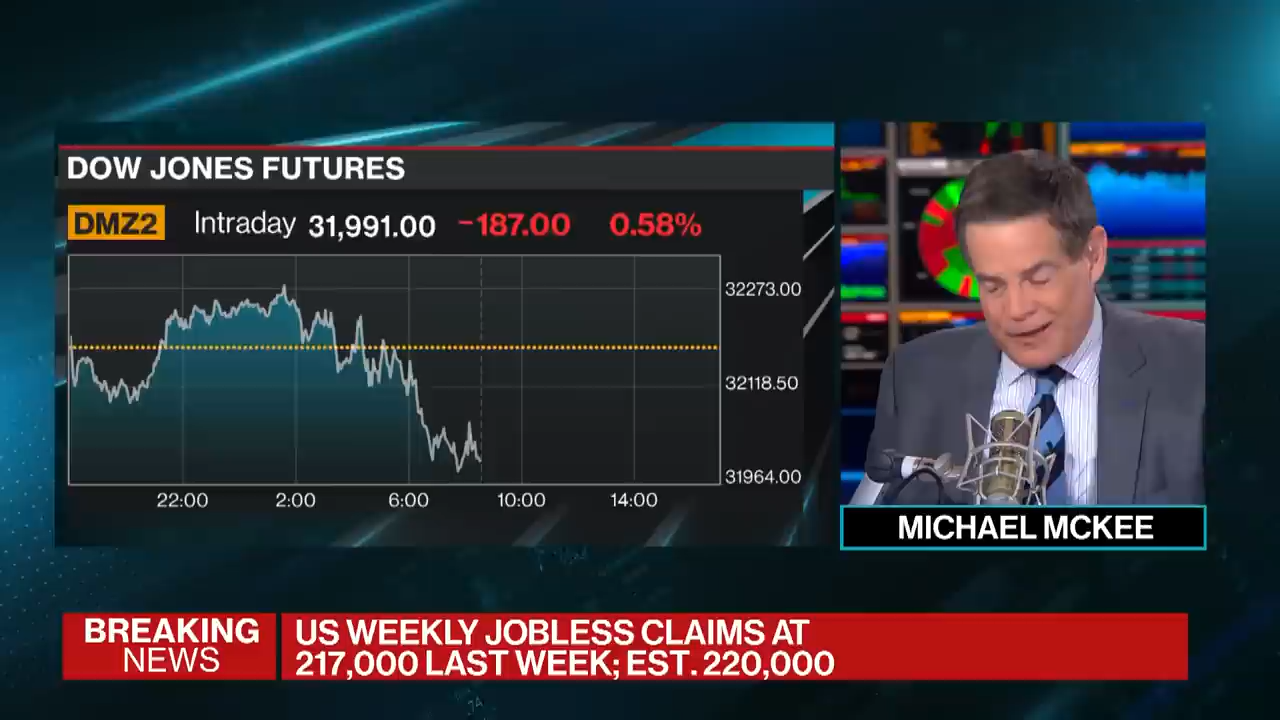 DOW JONES FUTURES
DMZ2 Intraday 31,991.00 -187.00 0.58%
32273.00
32118.50
31964.00
22:00 2:00 6:00 10:00 14:00
MICHAEL MCKEE
BREAKING
NEWS
US WEEKLY JOBLESS CLAIMS AT
217,000 LAST WEEK; EST. 220,000